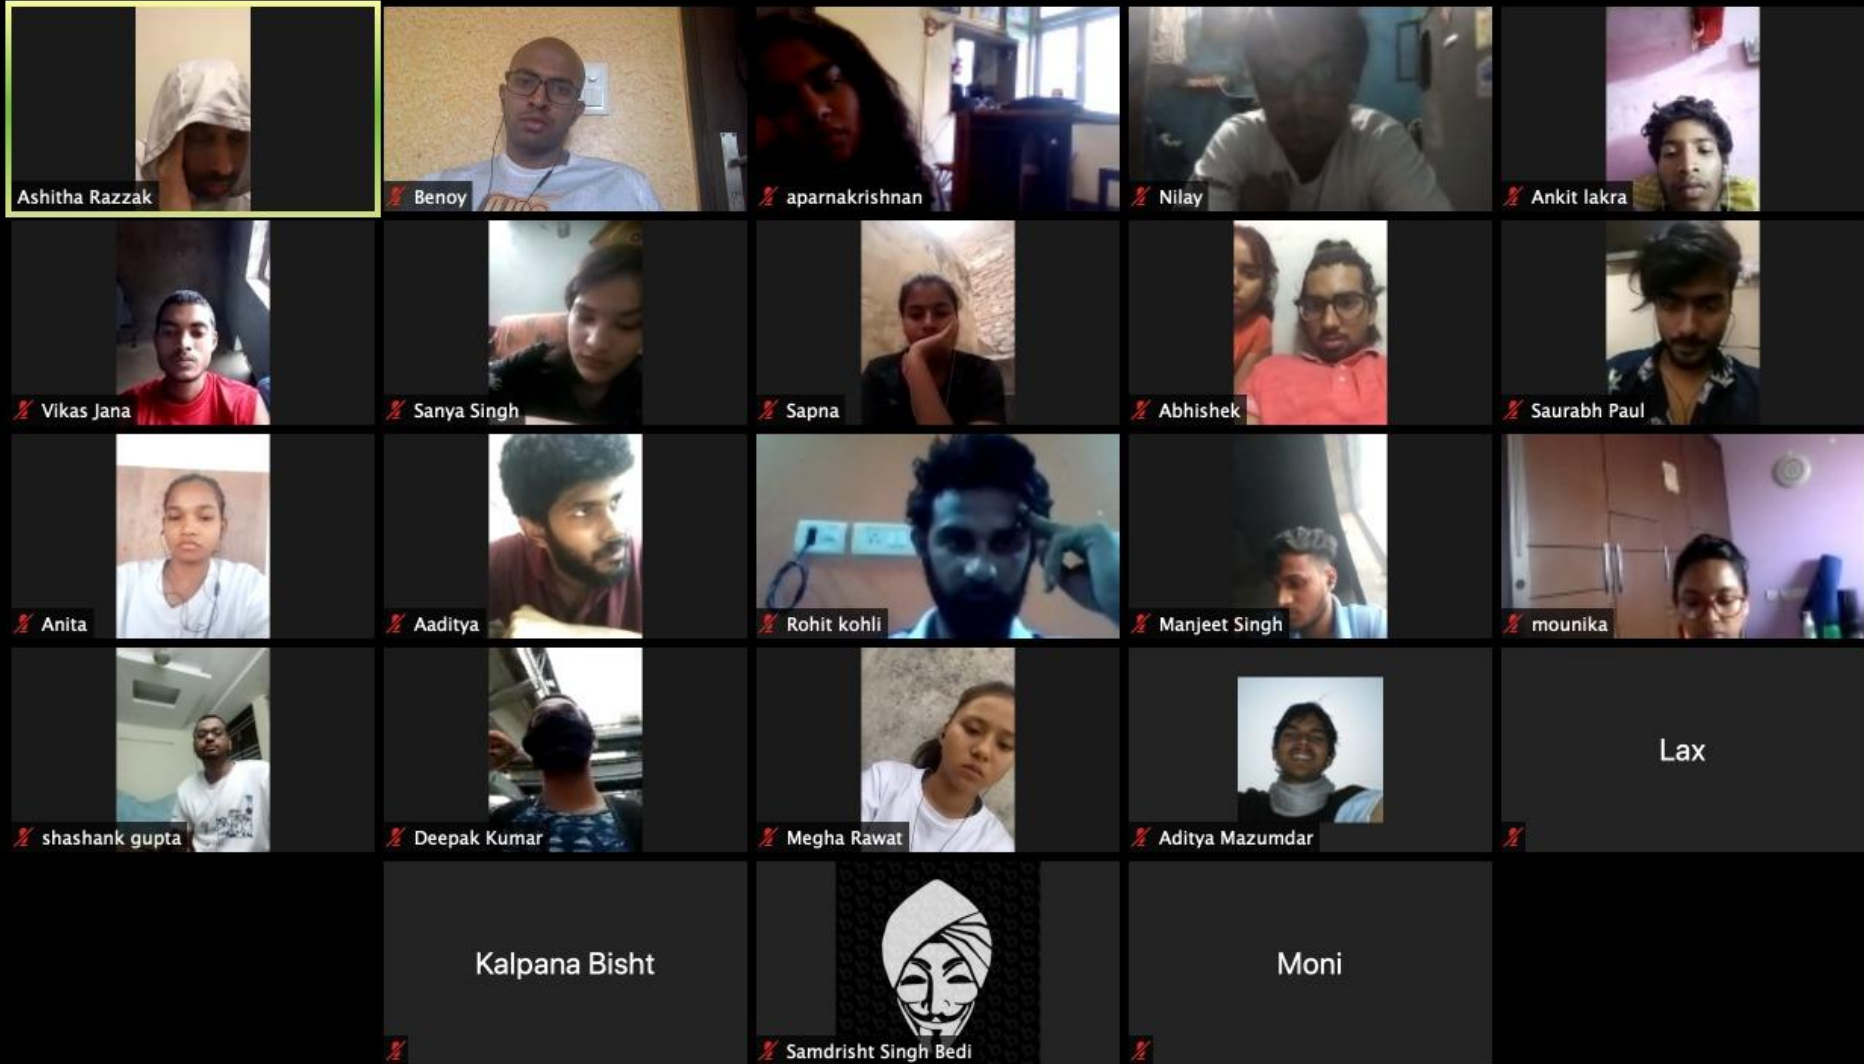 Ashitha Razzak
Benoy
aparnakrishnan
Nilay
Ankit lakra
Vikas Jana
Sanya Singh
Sapna
Abhishek
Saurabh Paul
Anita
Aaditya
Rohit kohli
Manjeet Singh
mounika
shashank gupta
Deepak Kumar
Megha Rawat
Aditya Mazumdar
Lax
Kalpana Bisht
Samdrisht Singh Bedi
Moni